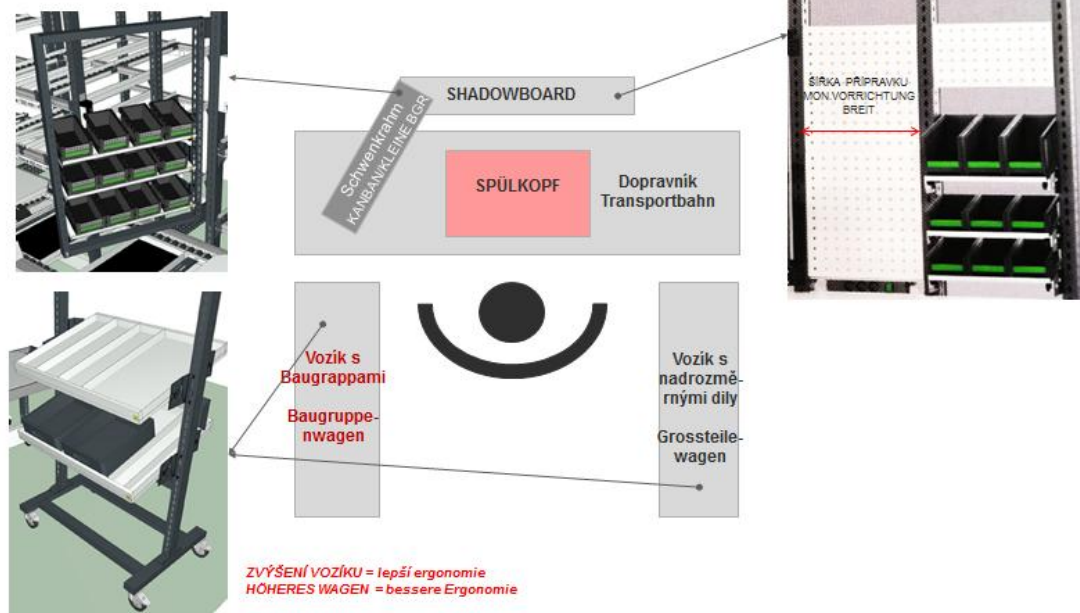 SHADOWBOARD
Schwenkrahm
KANBAN/KLEINE BGR
SPÜLKOPF
Dopravník
Transportbahn
ŠÍRKA PŘÍPRAVKU
MON.VORRICHTUNG
BREIT
Vozík s
Baugrappami
Baugruppe-
nwagen
Vozík s
nadrozmě-
rnými díly
Grossteile-
wagen
ZVÝŠENÍ VOZÍKU = lepší ergonomie
HÖHERES WAGEN = bessere Ergonomie